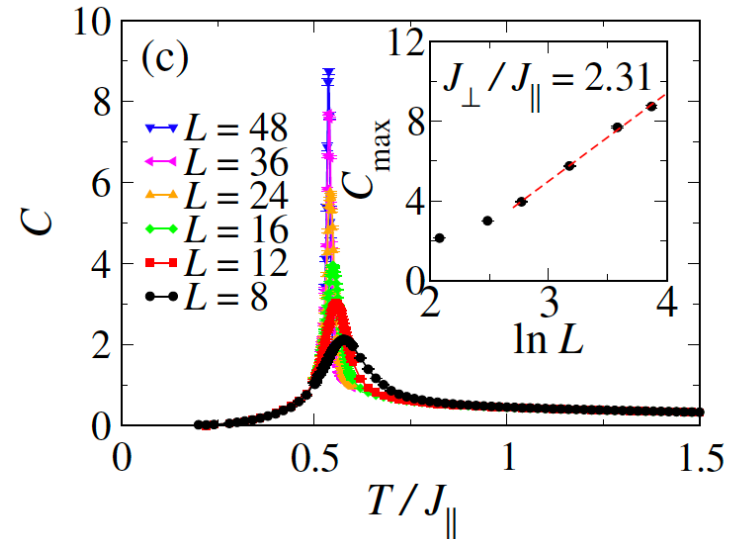 (c)
10
8
6
4
2
0
C
L = 48
L = 36
L = 24
L = 16
L = 12
L = 8
0
0.5
1
1.5
T / J∥
J⊥ / J∥ = 2.31
12
8
4
0
Cmax
2
3
4
ln L